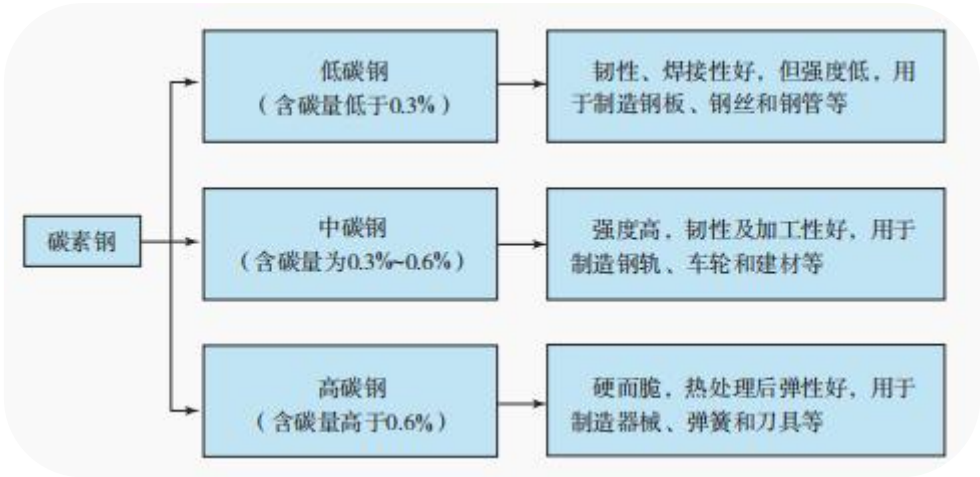 碳素钢
低碳钢
（含碳量低于0.3%）
韧性、焊接性好，但强度低，用
于制造钢板、钢丝和钢管等
中碳钢
（含碳量为0.3%~0.6%）
强度高，韧性及加工性好，用于
制造钢轨、车轮和建材等
高碳钢
（含碳量高于0.6%）
硬而脆，热处理后弹性好，用于
制造器械、弹簧和刀具等